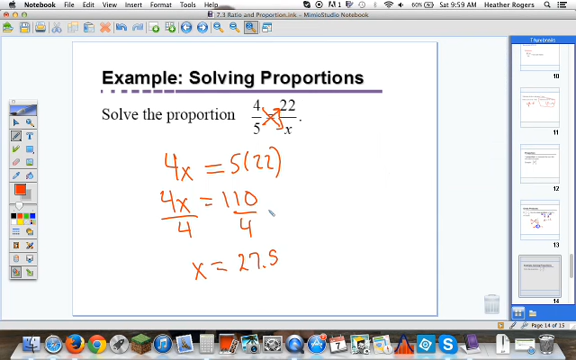 Notebook View Insert Format Tools Help
60% Sat 9:59 AM Heather Rogers
7.3 Ratio and Proportion.ink - MimioStudio Notebook
Example: Solving Proportions
Solve the proportion 4/5 = 22/x.
4x = 5(22)
4x/4 = 110/4
x = 27.5
10
11
12
13
14
Page 14 of 15